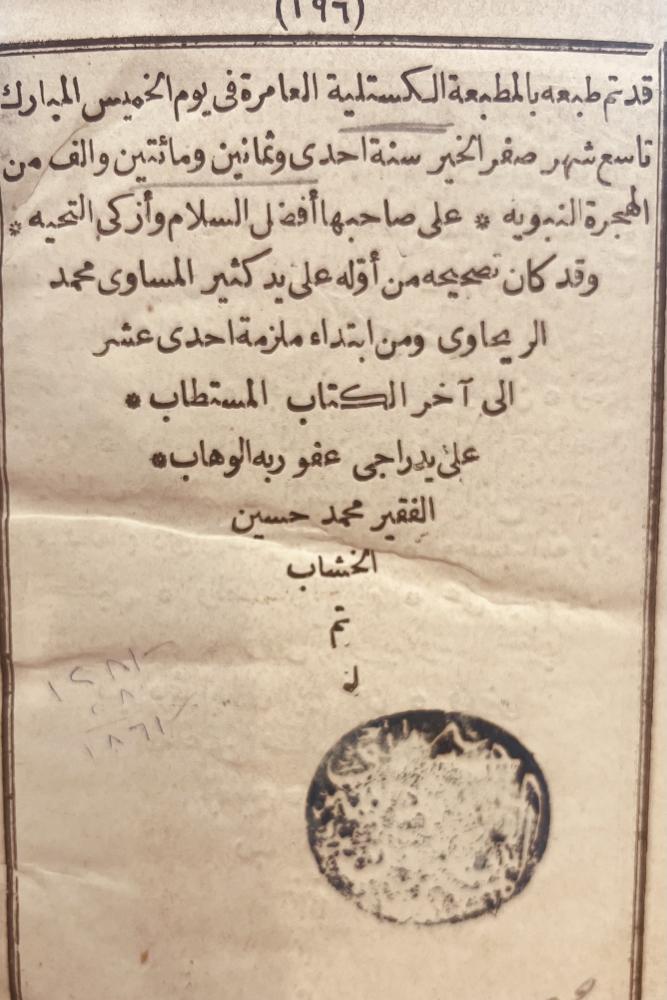 (١٩٦)
قد تم طبعه بالمطبعة الكستلية العامرة فى يوم الخميس المبارك
تاسع شهر صفر الخير سنة احدى وثمانين ومائتين والف من
الهجرة النبويه * على صاحبها أفضل السلام وأزكى التحيه *
وقد كان تصحيحه من أوّله على يد كثير المساوى محمد
الريحاوى ومن ابتداء ملزمة احدى عشر
الى آخر الكتاب المستطاب *
على يد راجى عفو ربه الوهاب *
الفقير محمد حسين
الخشاب
تم
١٢٨١
١٨٦١